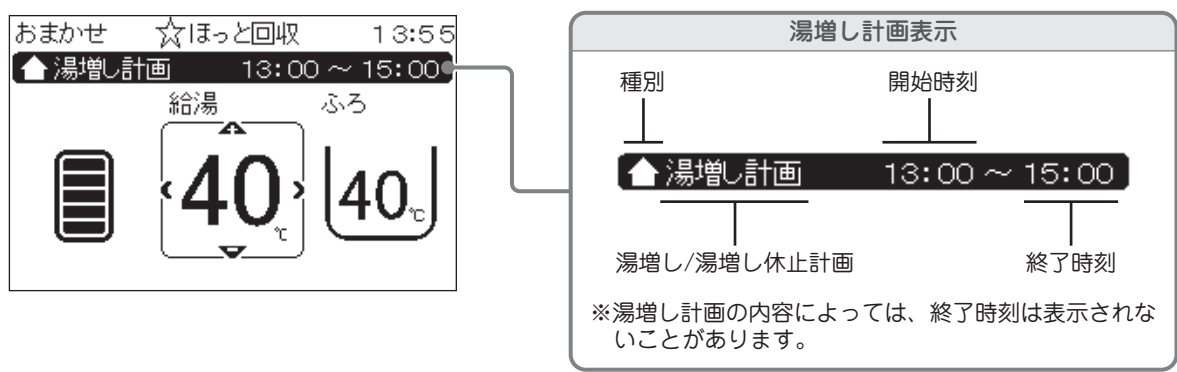 おまかせ ☆ほっと回収 13:55
湯増し計画 13:00 ～ 15:00
給湯 ふろ
40℃ 40℃
湯増し計画表示
種別 開始時刻
湯増し計画 13:00 ～ 15:00
湯増し/湯増し休止計画 終了時刻
※湯増し計画の内容によっては、終了時刻は表示されな
いことがあります。